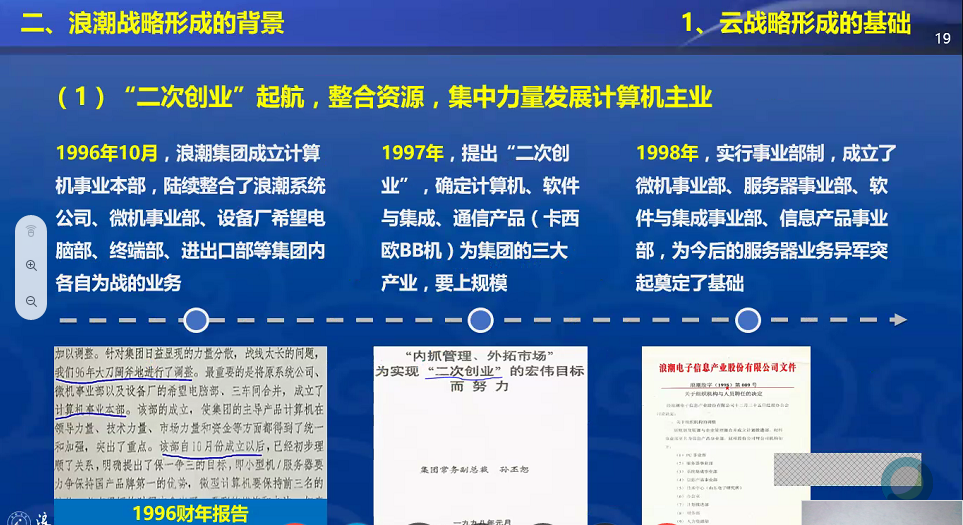 二、浪潮战略形成的背景
1、云战略形成的基础
19
（1）“二次创业”起航，整合资源，集中力量发展计算机主业
1996年10月，浪潮集团成立计算
机事业本部，陆续整合了浪潮系统
公司、微机事业部、设备厂希望电
脑部、终端部、进出口部等集团内
各自为战的业务
1997年，提出“二次创
业”，确定计算机、软件
与集成、通信产品（卡西
欧BB机）为集团的三大
产业，要上规模
1998年，实行事业部制，成立了
微机事业部、服务器事业部、软
件与集成事业部、信息产品事业
部，为今后的服务器业务异军突
起奠定了基础
加以调整。针对集团日益显现的力量分散，战线太长的问题，
我们96年大刀阔斧地进行了调整。最重要的是将原系统公司、
微机事业部以及设备厂的希望电脑部、三车间合并，成立了
计算机事业本部。该部的成立，使集团的主导产品计算机在
领导力量、技术力量、市场力量和资金等方面都得到了统一
和加强，突出了重点。该部自10月份成立以后，已经初步理
顺了关系，明确提出了保一争三的目标，即小型机/服务器要
力争保持国产品牌第一的优势，微型计算机要保持前三名的
1996财年报告
“内抓管理、外拓市场”
为实现“二次创业”的宏伟目标
而努力
集团常务副总裁 孙丕恕
一九九八年元月
浪潮电子信息产业股份有限公司文件
关于组织机构与人员聘任的决定
浪